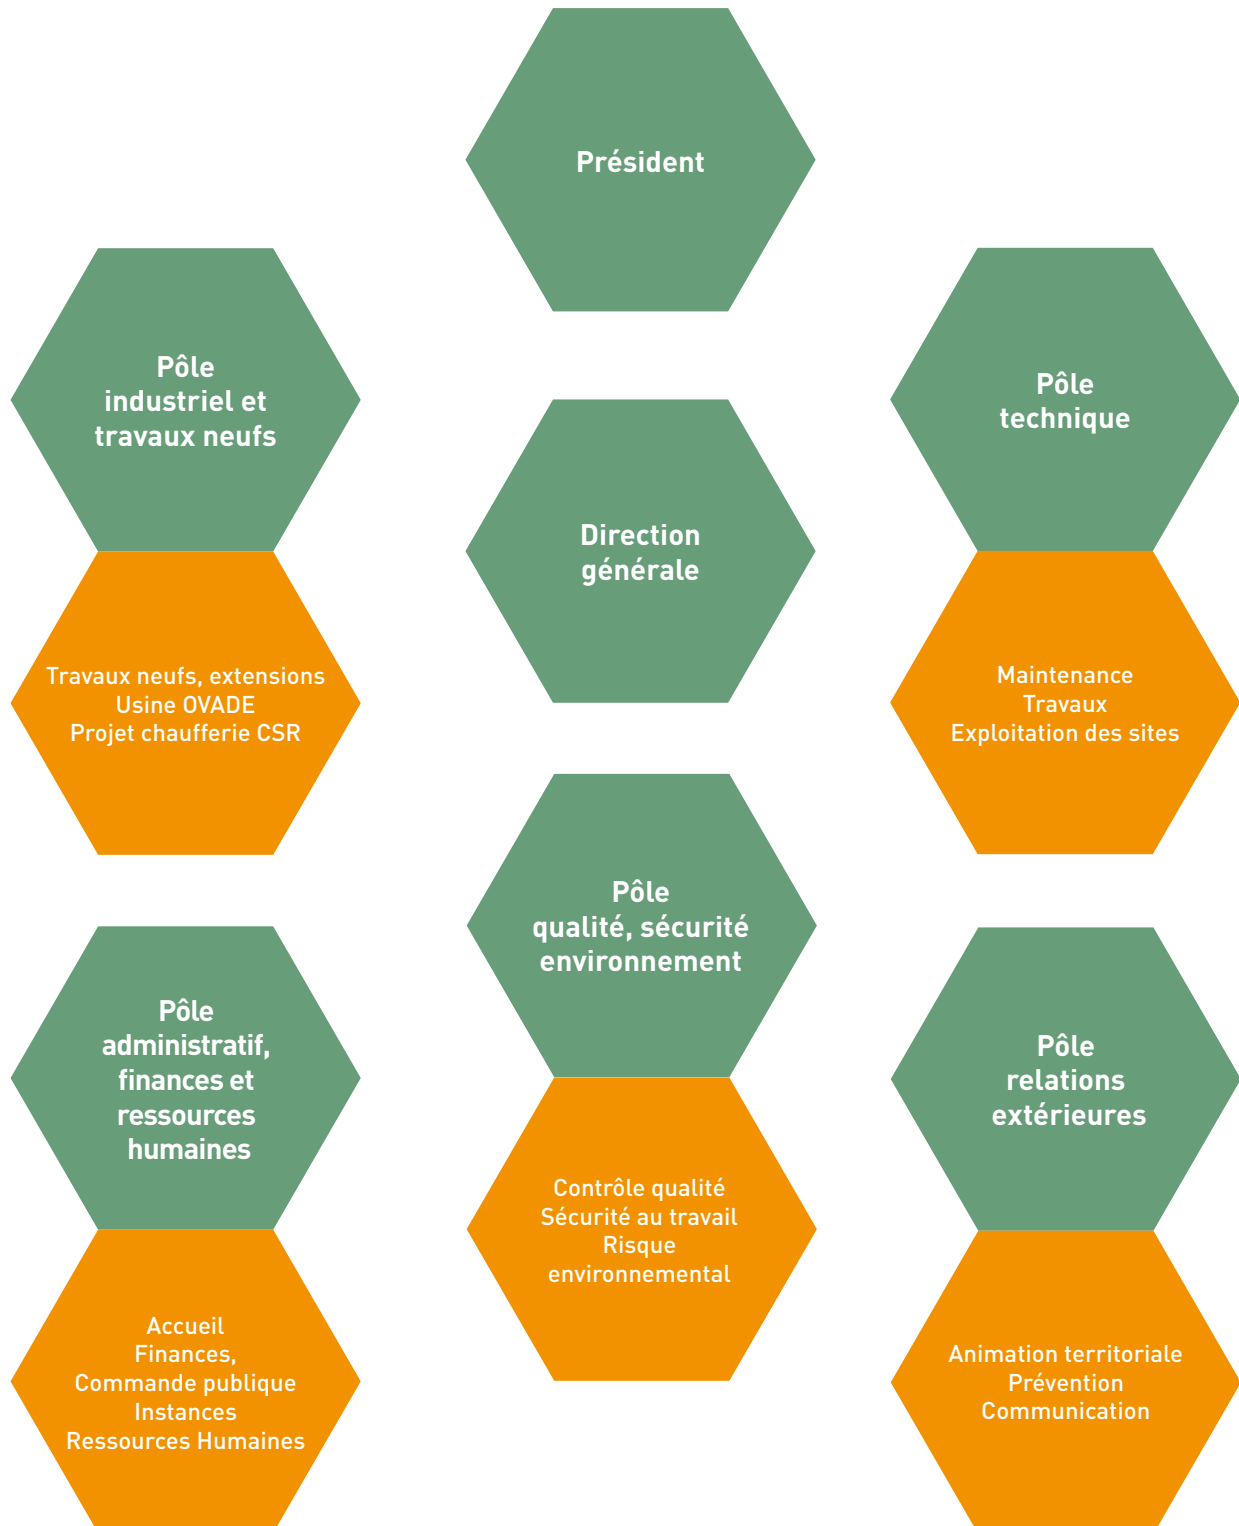 Président
Pôle
industriel et
travaux neufs
Pôle
technique
Direction
générale
Travaux neufs, extensions
Usine OVADE
Projet chaufferie CSR
Maintenance
Travaux
Exploitation des sites
Pôle
qualité, sécurité
environnement
Pôle
administratif,
finances et
ressources
humaines
Pôle
relations
extérieures
Contrôle qualité
Sécurité au travail
Risque
environnemental
Accueil
Finances,
Commande publique
Instances
Ressources Humaines
Animation territoriale
Prévention
Communication